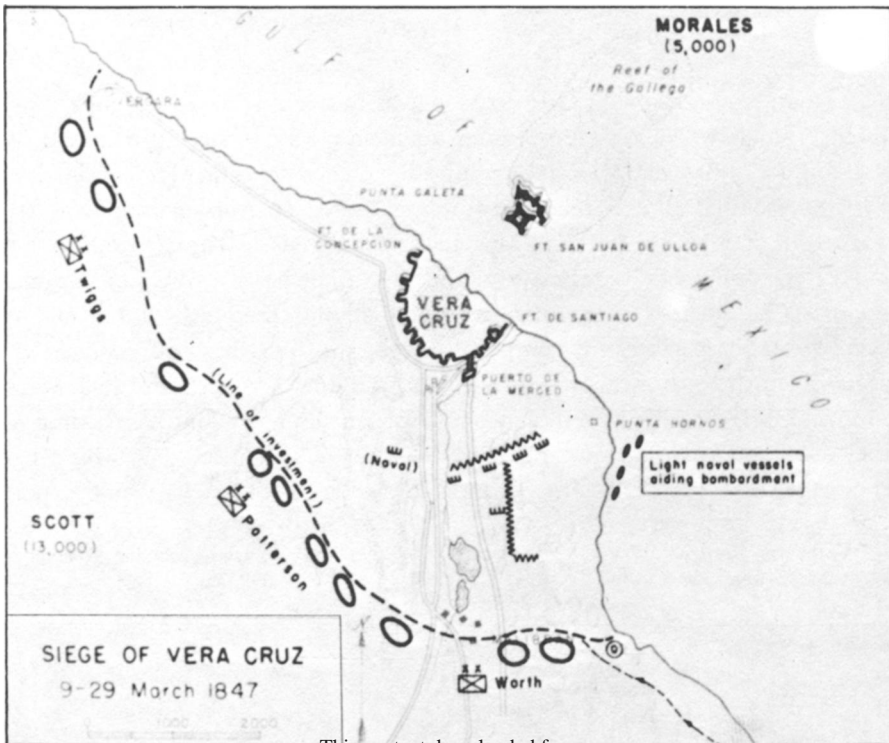 MORALES
(5,000)
Reef of
the Gallega
GULF
OF
MEXICO
PUNTA GALETA
FT. DE LA
CONCEPCION
FT. SAN JUAN DE ULLOA
VERA
CRUZ
FT. DE SANTIAGO
PUERTO DE
LA MERCED
PUNTA HORNOS
Twiggs
(Line of investment)
(Naval)
Light naval vessels
aiding bombardment
Patterson
SCOTT
(13,000)
Worth
SIEGE OF VERA CRUZ
9-29 March 1847
0 1000 2000